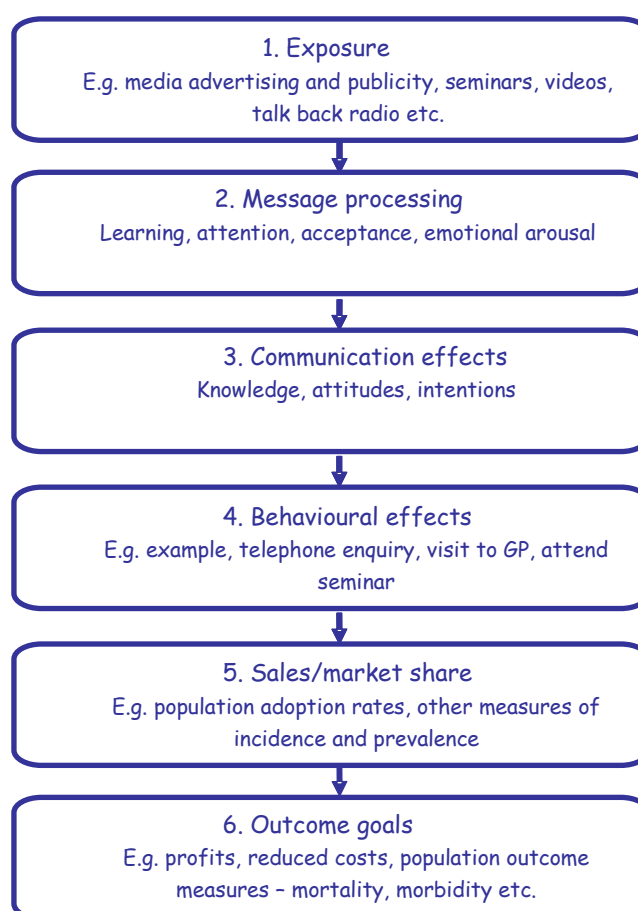 1. Exposure
E.g. media advertising and publicity, seminars, videos,
talk back radio etc.
2. Message processing
Learning, attention, acceptance, emotional arousal
3. Communication effects
Knowledge, attitudes, intentions
4. Behavioural effects
E.g. example, telephone enquiry, visit to GP, attend
seminar
5. Sales/market share
E.g. population adoption rates, other measures of
incidence and prevalence
6. Outcome goals
E.g. profits, reduced costs, population outcome
measures – mortality, morbidity etc.